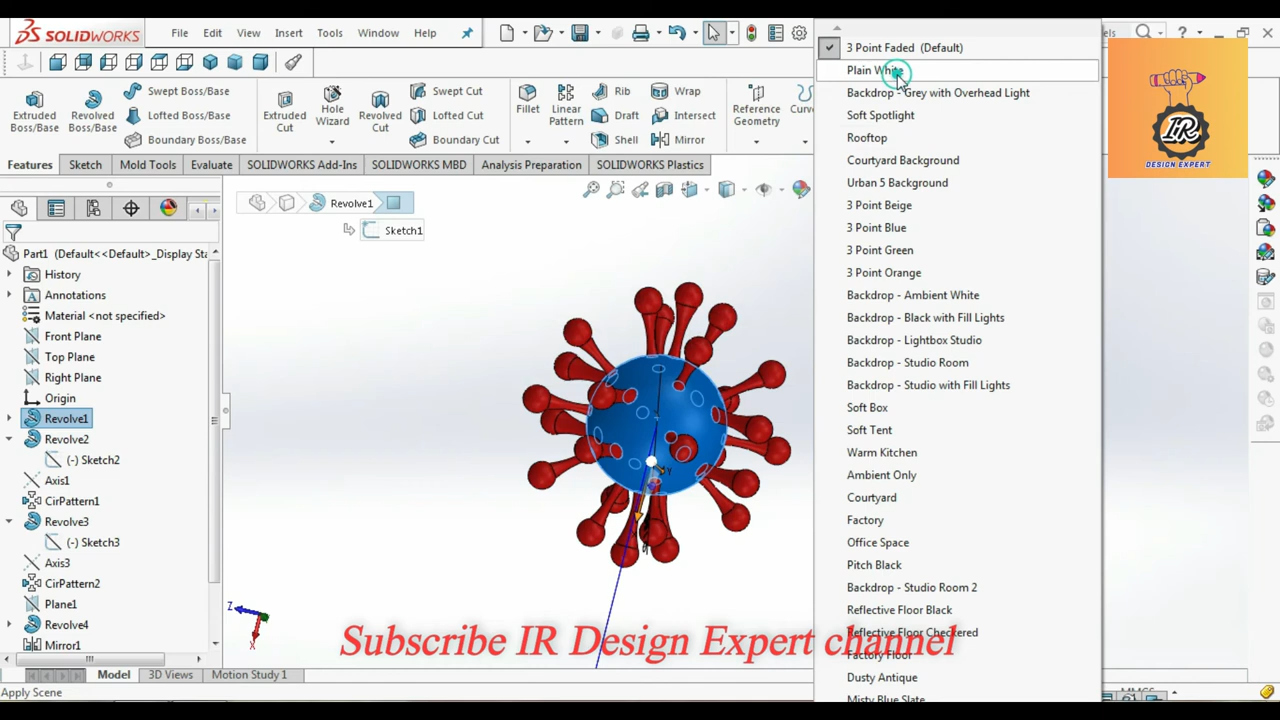 SOLIDWORKS
File Edit View Insert Tools Window Help
Extruded Boss/Base
Revolved Boss/Base
Swept Boss/Base
Lofted Boss/Base
Boundary Boss/Base
Extruded Cut
Hole Wizard
Revolved Cut
Swept Cut
Lofted Cut
Boundary Cut
Fillet
Linear Pattern
Rib
Draft
Shell
Wrap
Intersect
Mirror
Reference Geometry
Features Sketch Mold Tools Evaluate SOLIDWORKS Add-Ins SOLIDWORKS MBD Analysis Preparation SOLIDWORKS Plastics
Part1 (Default<<Default>_Display Sta
History
Annotations
Material <not specified>
Front Plane
Top Plane
Right Plane
Origin
Revolve1
Revolve2
(-) Sketch2
Axis1
CirPattern1
Revolve3
(-) Sketch3
Axis3
CirPattern2
Plane1
Revolve4
Mirror1
Revolve1
Sketch1
Z
X
Y
3 Point Faded (Default)
Plain White
Backdrop - Grey with Overhead Light
Soft Spotlight
Rooftop
Courtyard Background
Urban 5 Background
3 Point Beige
3 Point Blue
3 Point Green
3 Point Orange
Backdrop - Ambient White
Backdrop - Black with Fill Lights
Backdrop - Lightbox Studio
Backdrop - Studio Room
Backdrop - Studio with Fill Lights
Soft Box
Soft Tent
Warm Kitchen
Ambient Only
Courtyard
Factory
Office Space
Pitch Black
Backdrop - Studio Room 2
Reflective Floor Black
Reflective Floor Checkered
Factory Floor
Dusty Antique
Misty Blue Slate
IR
DESIGN EXPERT
Subscribe IR Design Expert channel
Model 3D Views Motion Study 1
Apply Scene